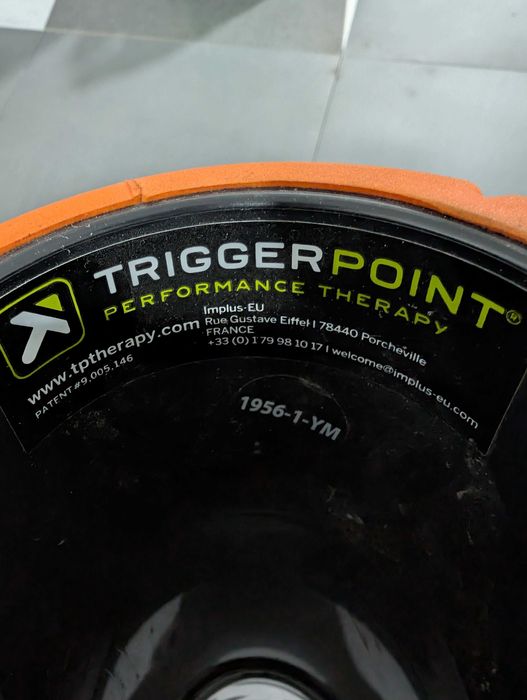 TRIGGERPOINT®
PERFORMANCE THERAPY
Implus-EU
Rue Gustave Eiffel I 78440 Porcheville
FRANCE
+33 (0) 1 79 98 10 17 I welcome@implus-eu.com
www.tptherapy.com
PATENT#9,005,146
1956-1-YM